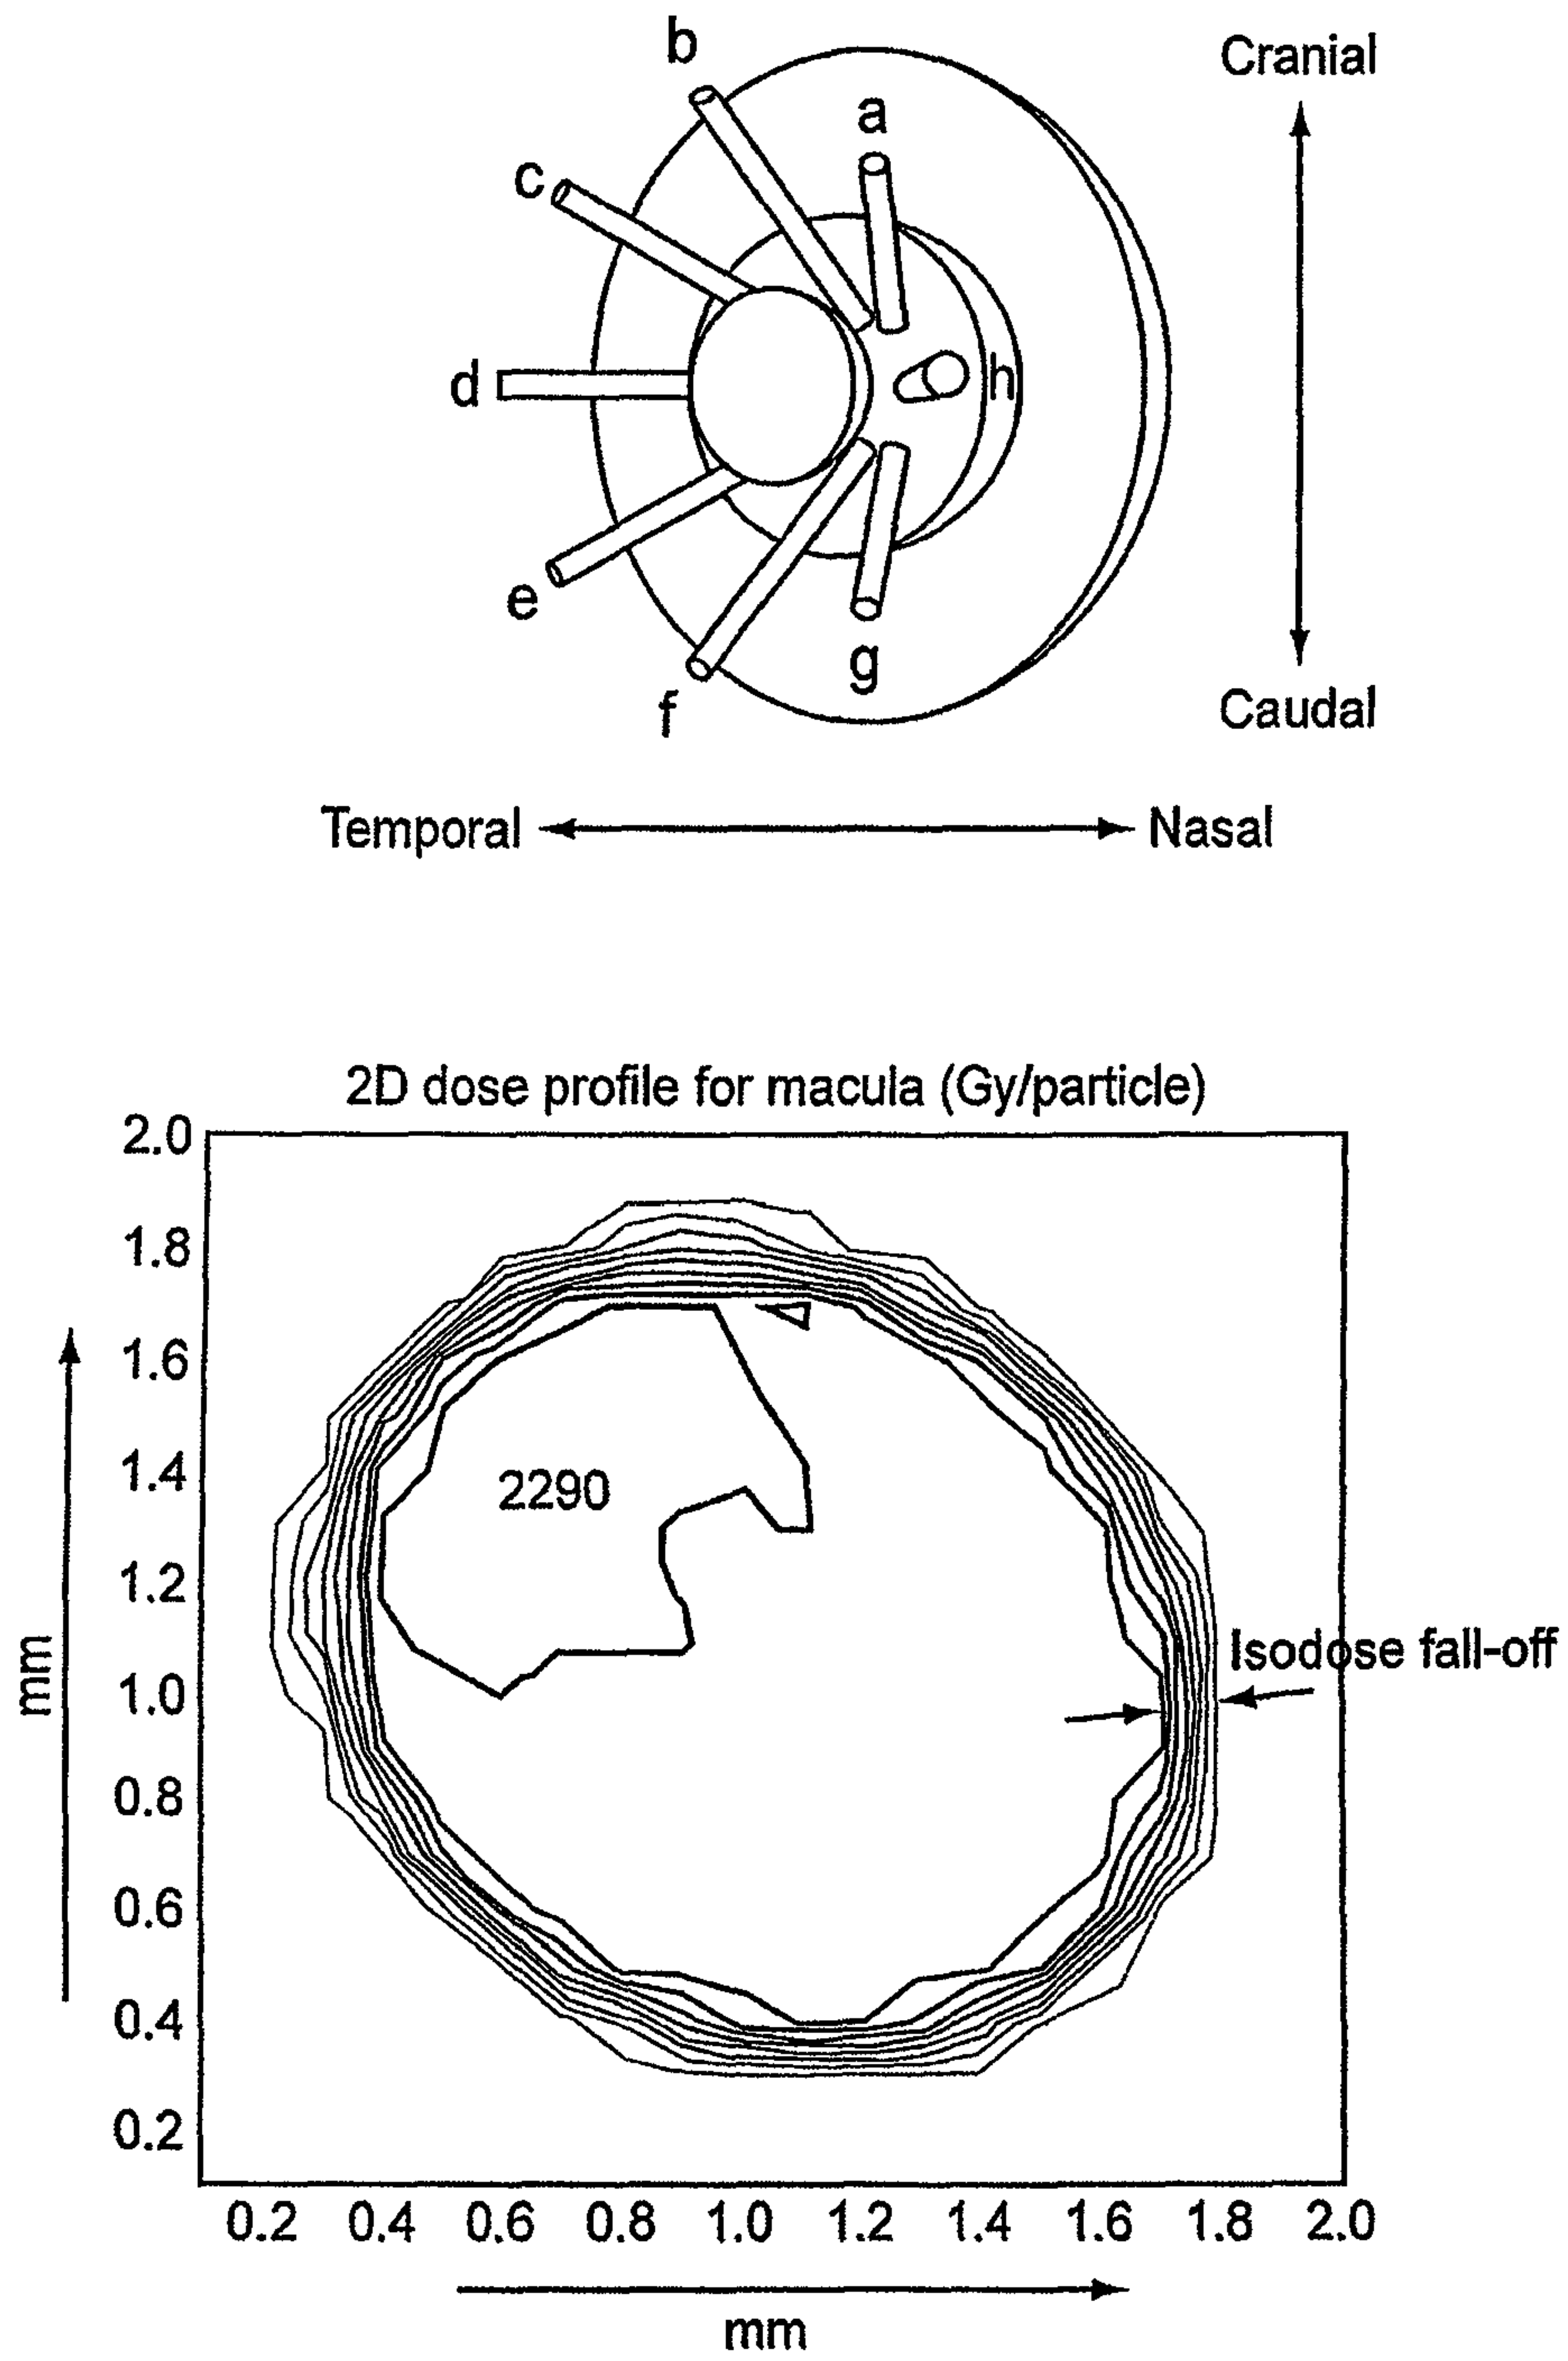 b
Cranial
a
c
d
h
e
g
f
Caudal
Temporal
Nasal
2D dose profile for macula (Gy/particle)
2.0
1.8
1.6
1.4
2290
1.2
Isodose fall-off
1.0
mm
0.8
0.6
0.4
0.2
0.2 0.4 0.6 0.8 1.0 1.2 1.4 1.6 1.8 2.0
mm